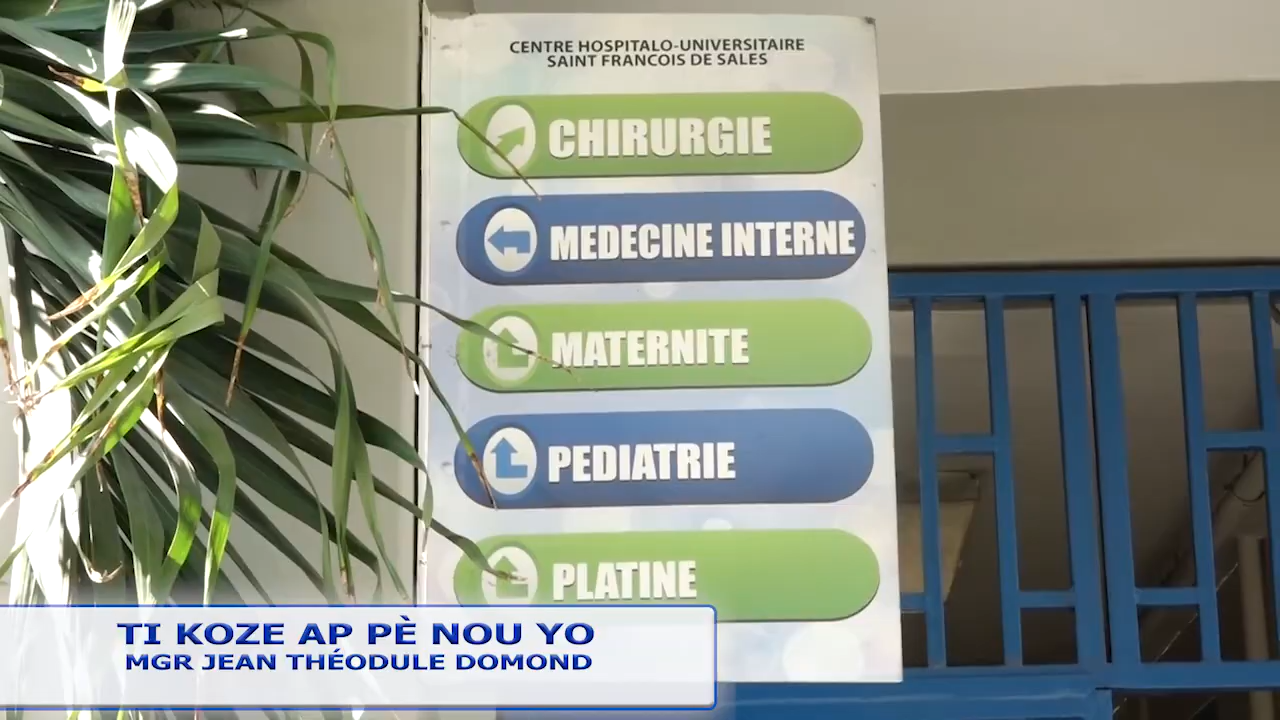 CENTRE HOSPITALO-UNIVERSITAIRE
SAINT FRANCOIS DE SALES
CHIRURGIE
MEDECINE INTERNE
MATERNITE
PEDIATRIE
PLATINE
TI KOZE AP PÈ NOU YO
MGR JEAN THÉODULE DOMOND